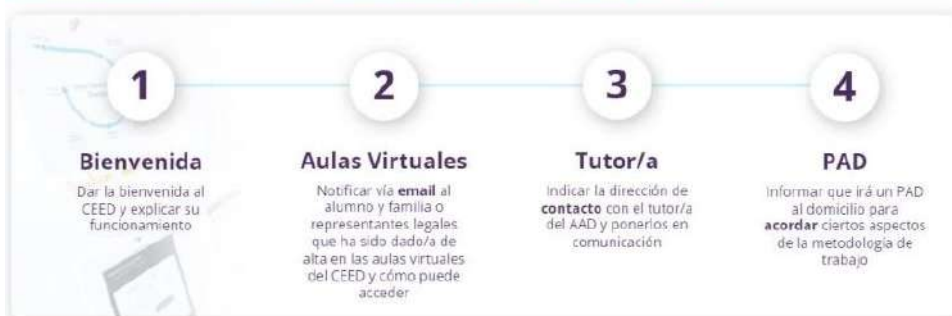 1
2
3
4
Bienvenida
Dar la bienvenida al
CEED y explicar su
funcionamiento
Aulas Virtuales
Notificar vía email al
alumno y familia o
representantes legales
que ha sido dado/a de
alta en las aulas virtuales
del CEED y cómo puede
acceder
Tutor/a
Indicar la dirección de
contacto con el tutor/a
del AAD y ponerlos en
comunicación
PAD
Informar que irá un PAD
al domicilio para
acordar ciertos aspectos
de la metodología de
trabajo